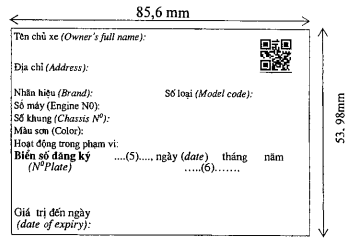 85,6 mm
Tên chủ xe (Owner's full name):
Địa chỉ (Address):
Nhãn hiệu (Brand): Số loại (Model code):
Số máy (Engine N0):
Số khung (Chassis N⁰):
Màu sơn (Color):
Hoạt động trong phạm vi:
Biển số đăng ký ....(5)...., ngày (date) tháng năm
(N⁰Plate) .....(6).......
Giá trị đến ngày
(date of expiry):
53. 98mm